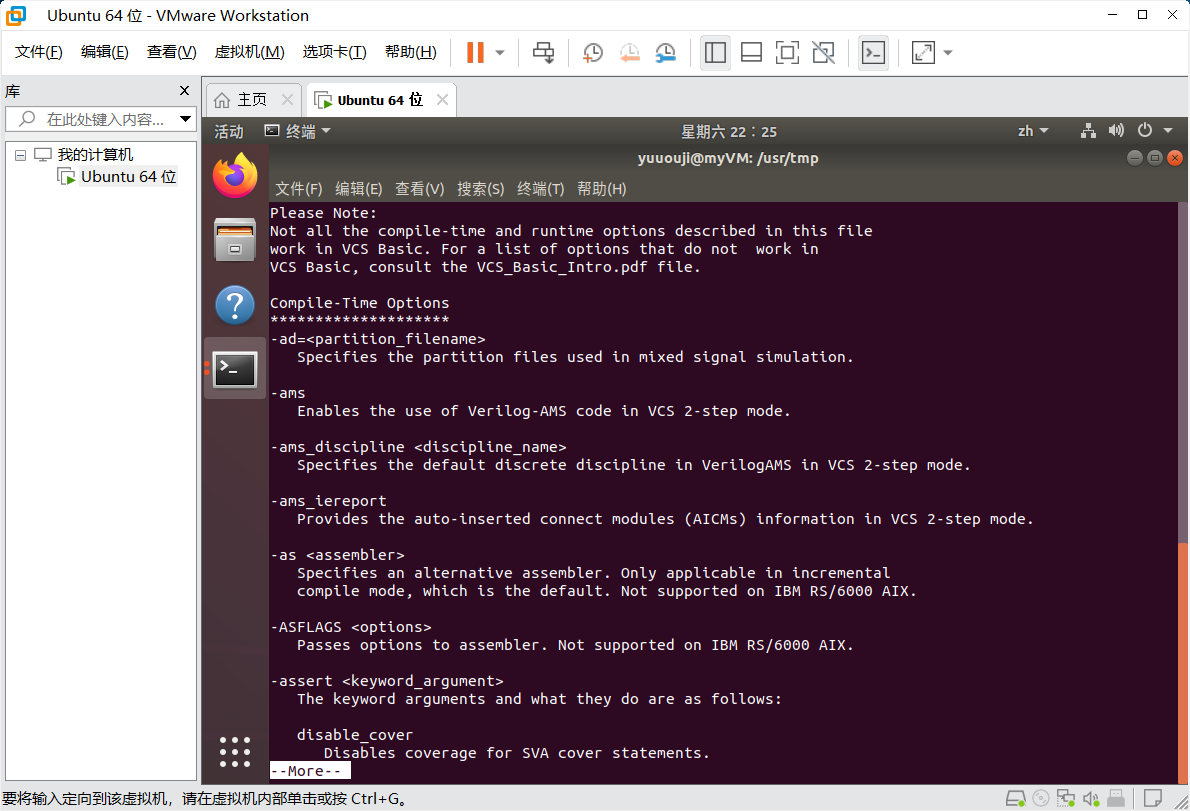 Ubuntu 64 位 - VMware Workstation
文件(F) 编辑(E) 查看(V) 虚拟机(M) 选项卡(T) 帮助(H)
库
在此处键入内容...
我的计算机
Ubuntu 64 位
主页 Ubuntu 64 位
活动 终端 星期六 22：25 zh
yuuouji@myVM: /usr/tmp
文件(F) 编辑(E) 查看(V) 搜索(S) 终端(T) 帮助(H)
Please Note:
Not all the compile-time and runtime options described in this file
work in VCS Basic. For a list of options that do not  work in
VCS Basic, consult the VCS_Basic_Intro.pdf file.
Compile-Time Options
********************
-ad=<partition_filename>
Specifies the partition files used in mixed signal simulation.
-ams
Enables the use of Verilog-AMS code in VCS 2-step mode.
-ams_discipline <discipline_name>
Specifies the default discrete discipline in VerilogAMS in VCS 2-step mode.
-ams_iereport
Provides the auto-inserted connect modules (AICMs) information in VCS 2-step mode.
-as <assembler>
Specifies an alternative assembler. Only applicable in incremental
compile mode, which is the default. Not supported on IBM RS/6000 AIX.
-ASFLAGS <options>
Passes options to assembler. Not supported on IBM RS/6000 AIX.
-assert <keyword_argument>
The keyword arguments and what they do are as follows:
disable_cover
Disables coverage for SVA cover statements.
--More--
要将输入定向到该虚拟机，请在虚拟机内部单击或按 Ctrl+G。